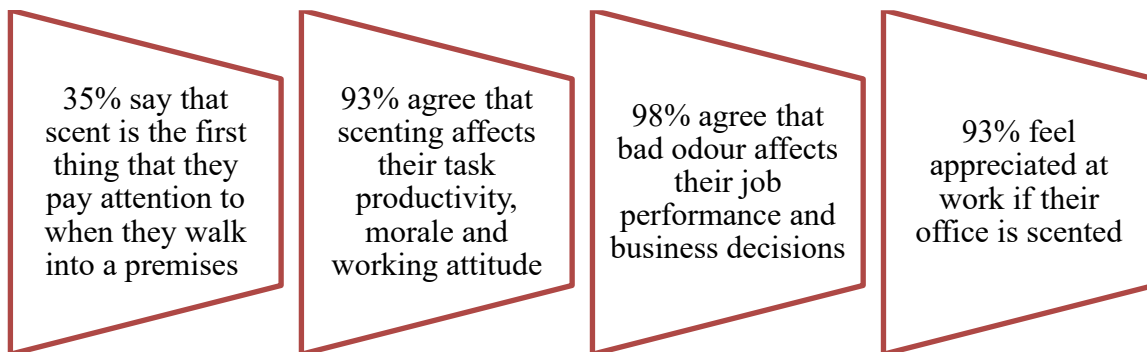 35% say that
scent is the first
thing that they
pay attention to
when they walk
into a premises
93% agree that
scenting affects
their task
productivity,
morale and
working attitude
98% agree that
bad odour affects
their job
performance and
business decisions
93% feel
appreciated at
work if their
office is scented